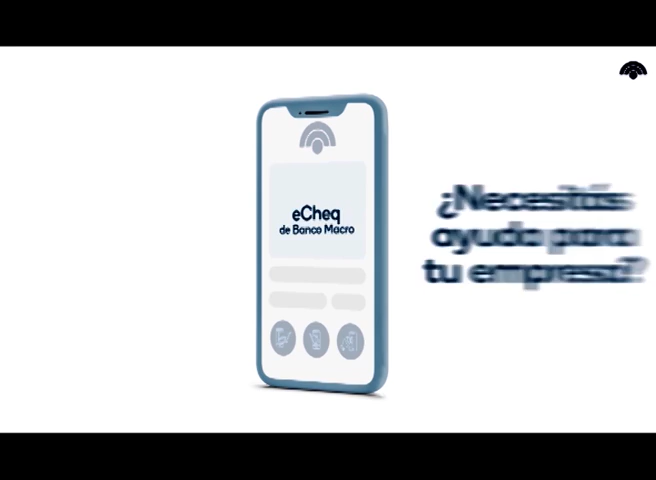 eCheq
de Banco Macro
¿Necesitás
ayuda para
tu empresa?